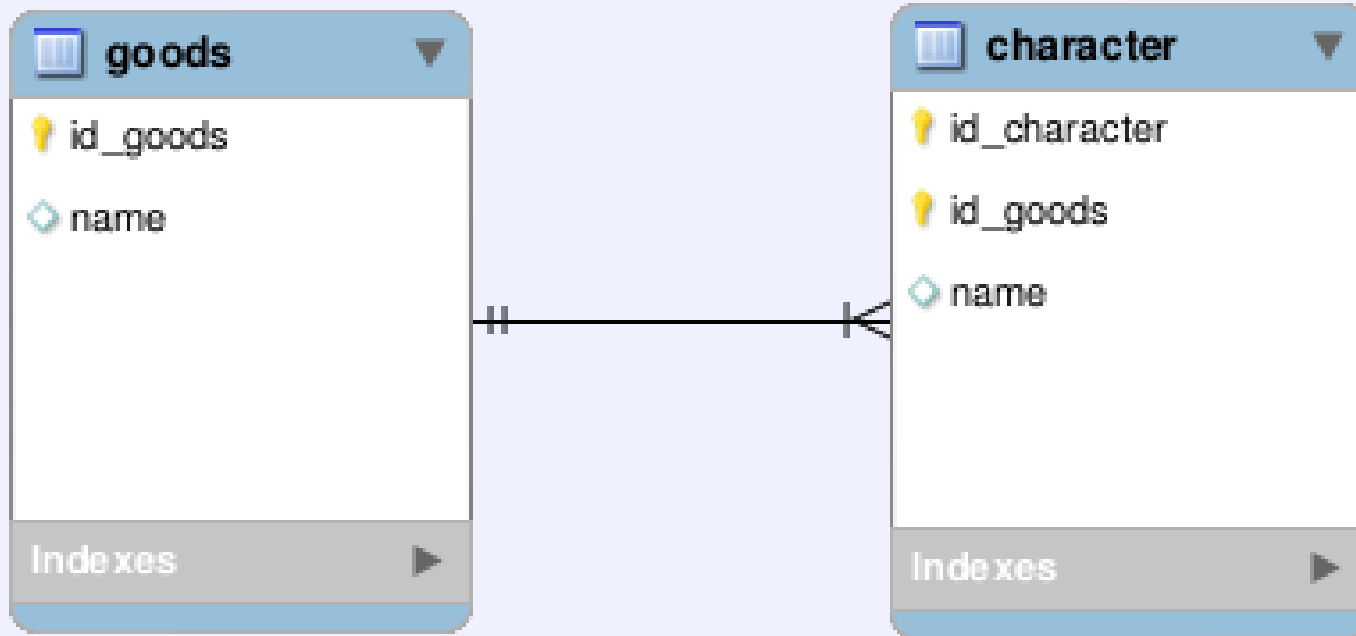 goods
id_goods
name
Indexes
character
id_character
id_goods
name
Indexes